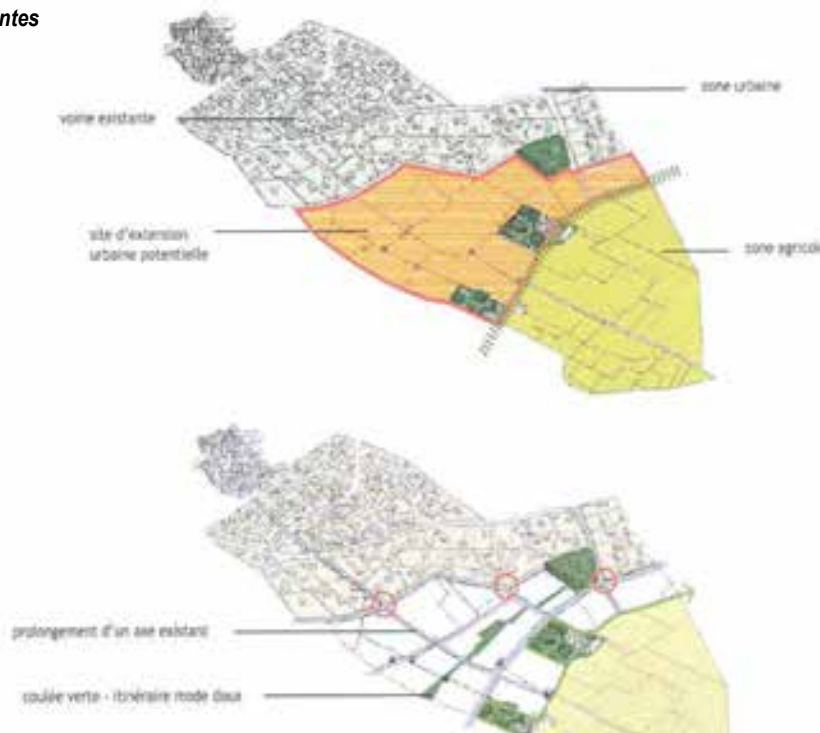 ntes
zone urbaine
voirie existante
site d'extension
urbaine potentielle
zone agricole
prolongement d'un axe existant
coulée verte - itinéraire mode doux